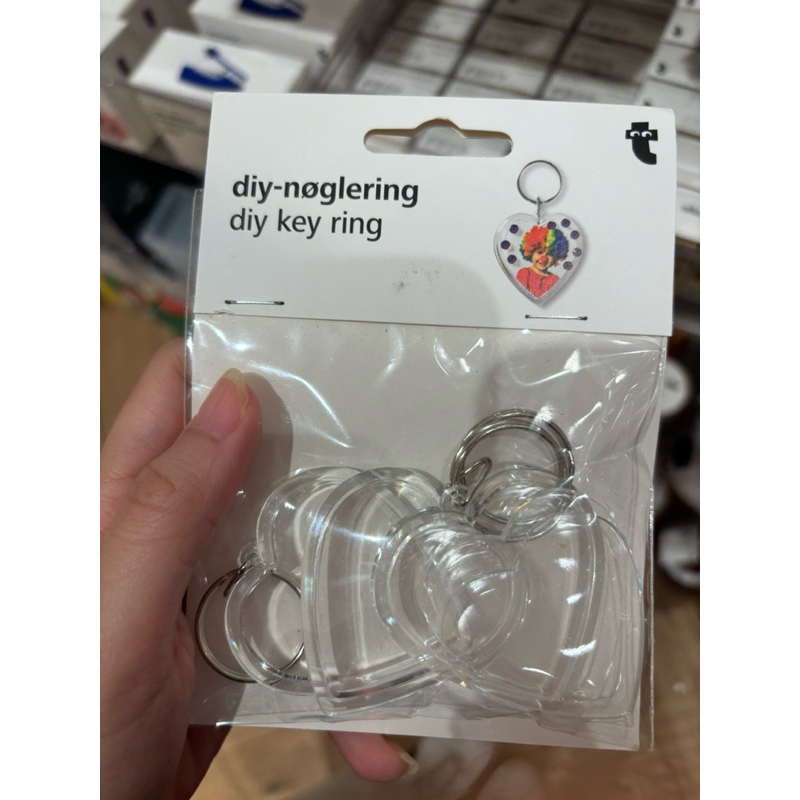 diy-nøglering
diy key ring
t